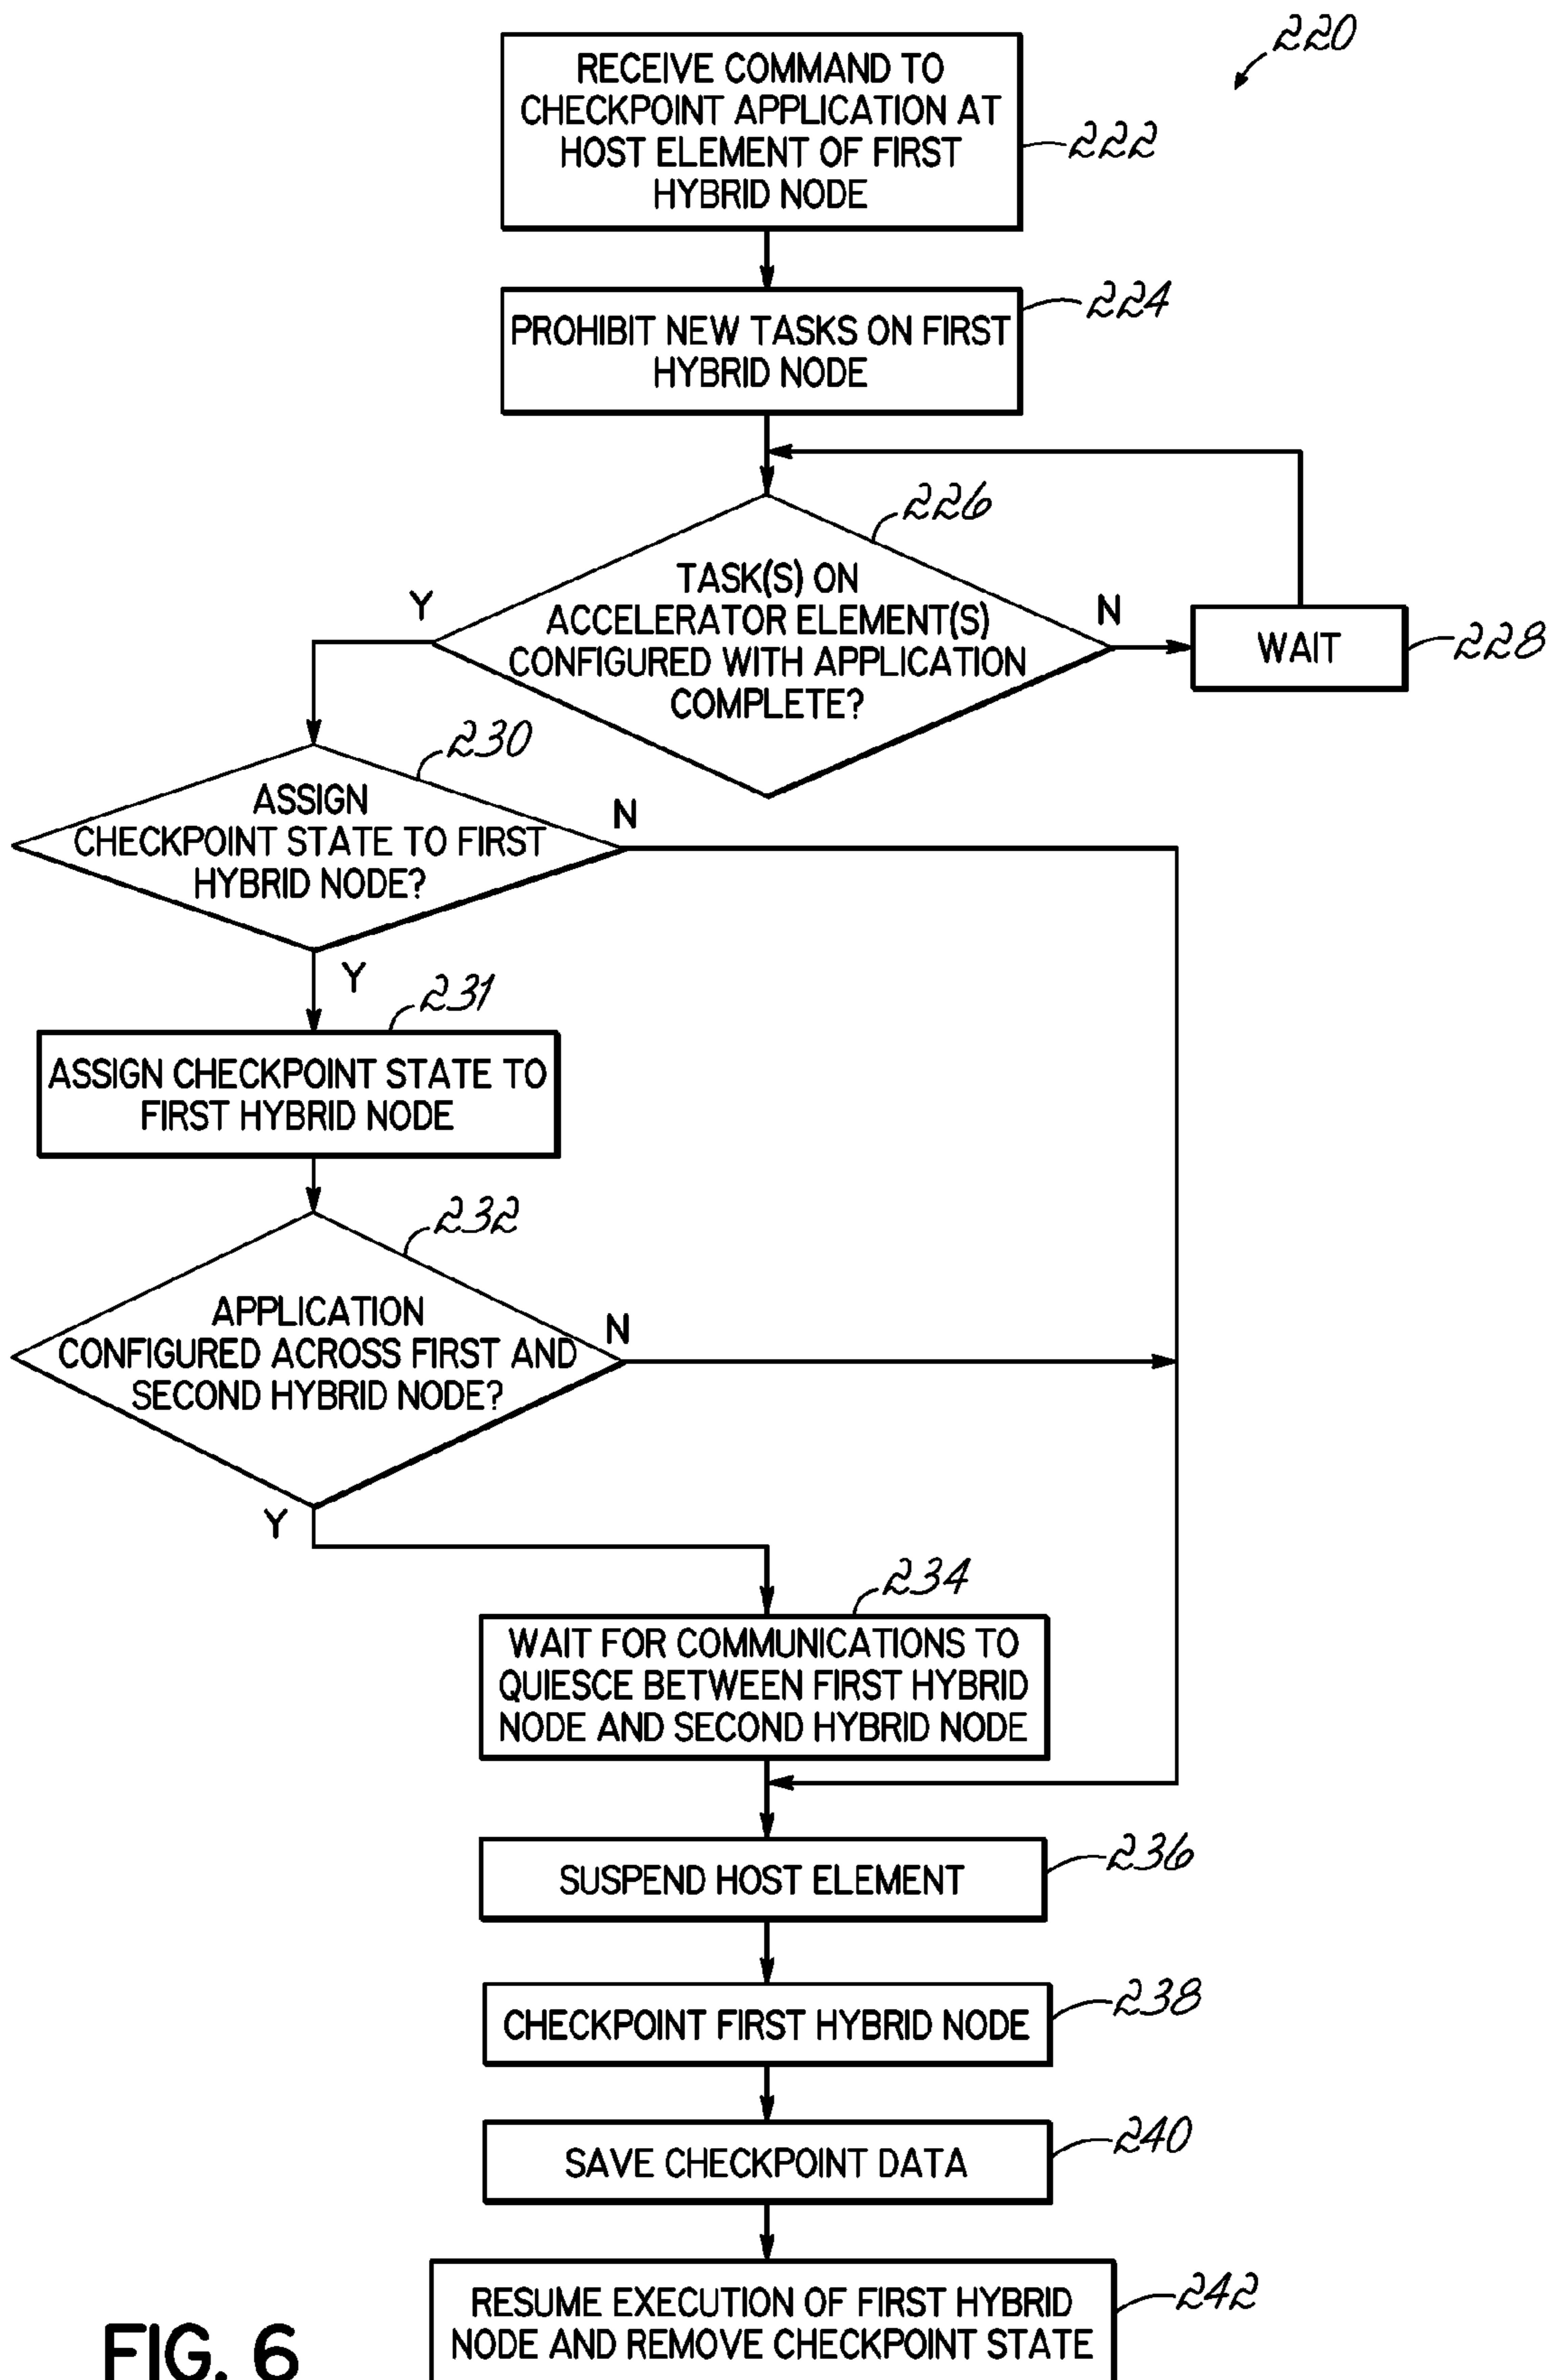 220
RECEIVE COMMAND TO
CHECKPOINT APPLICATION AT
HOST ELEMENT OF FIRST
HYBRID NODE
222
PROHIBIT NEW TASKS ON FIRST
HYBRID NODE
224
226
TASK(S) ON
ACCELERATOR ELEMENT(S)
CONFIGURED WITH APPLICATION
COMPLETE?
Y
N
WAIT
228
230
ASSIGN
CHECKPOINT STATE TO FIRST
HYBRID NODE?
N
Y
231
ASSIGN CHECKPOINT STATE TO
FIRST HYBRID NODE
232
APPLICATION
CONFIGURED ACROSS FIRST AND
SECOND HYBRID NODE?
N
Y
234
WAIT FOR COMMUNICATIONS TO
QUIESCE BETWEEN FIRST HYBRID
NODE AND SECOND HYBRID NODE
SUSPEND HOST ELEMENT
236
CHECKPOINT FIRST HYBRID NODE
238
SAVE CHECKPOINT DATA
240
RESUME EXECUTION OF FIRST HYBRID
NODE AND REMOVE CHECKPOINT STATE
242
FIG. 6